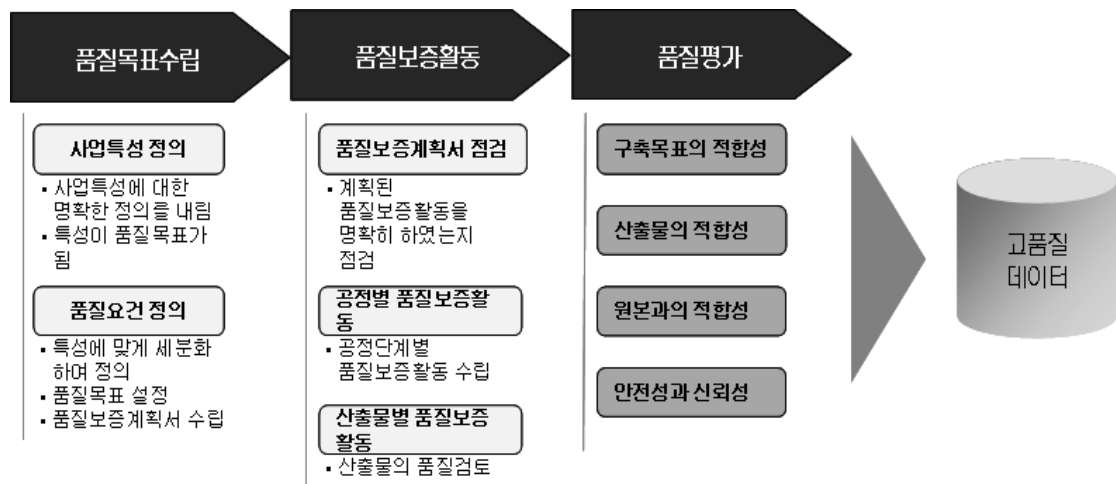 품질목표수립
사업특성 정의
▪ 사업특성에 대한
명확한 정의를 내림
▪ 특성이 품질목표가
됨
품질요건 정의
▪ 특성에 맞게 세분화
하여 정의
▪ 품질목표 설정
▪ 품질보증계획서 수립
품질보증활동
품질보증계획서 점검
▪ 계획된
품질보증활동을
명확히 하였는지
점검
공정별 품질보증활
동
▪ 공정단계별
품질보증활동 수립
산출물별 품질보증
활동
▪ 산출물의 품질검토
품질평가
구축목표의 적합성
산출물의 적합성
원본과의 적합성
안전성과 신뢰성
고품질
데이터